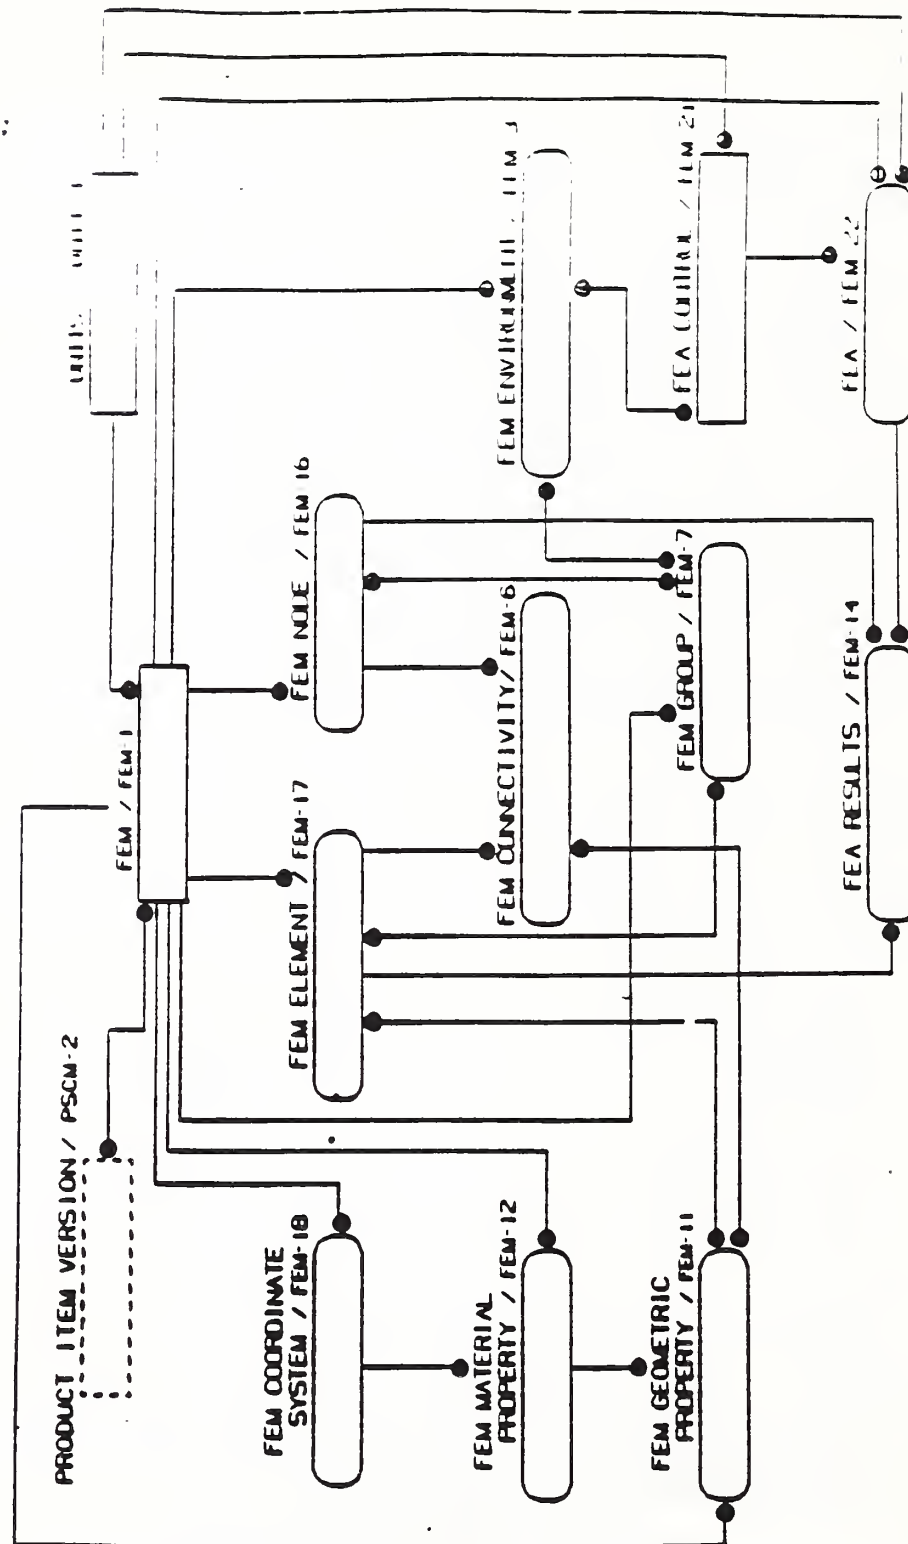 PRODUCT ITEM VERSION / PSCM-2
FEM / FEM-1
FEM COORDINATE
SYSTEM / FEM-18
FEM ELEMENT / FEM-17
FEM NODE / FEM 16
FEM MATERIAL
PROPERTY / FEM-12
FEM CONNECTIVITY / FEM-6
FEM ENVIRONMENT
FEM GEOMETRIC
PROPERTY / FEM-11
FEM GROUP / FEM-7
FEA CONTROL / FEM 21
FEA RESULTS / FEM-14
FEA / FEM 22